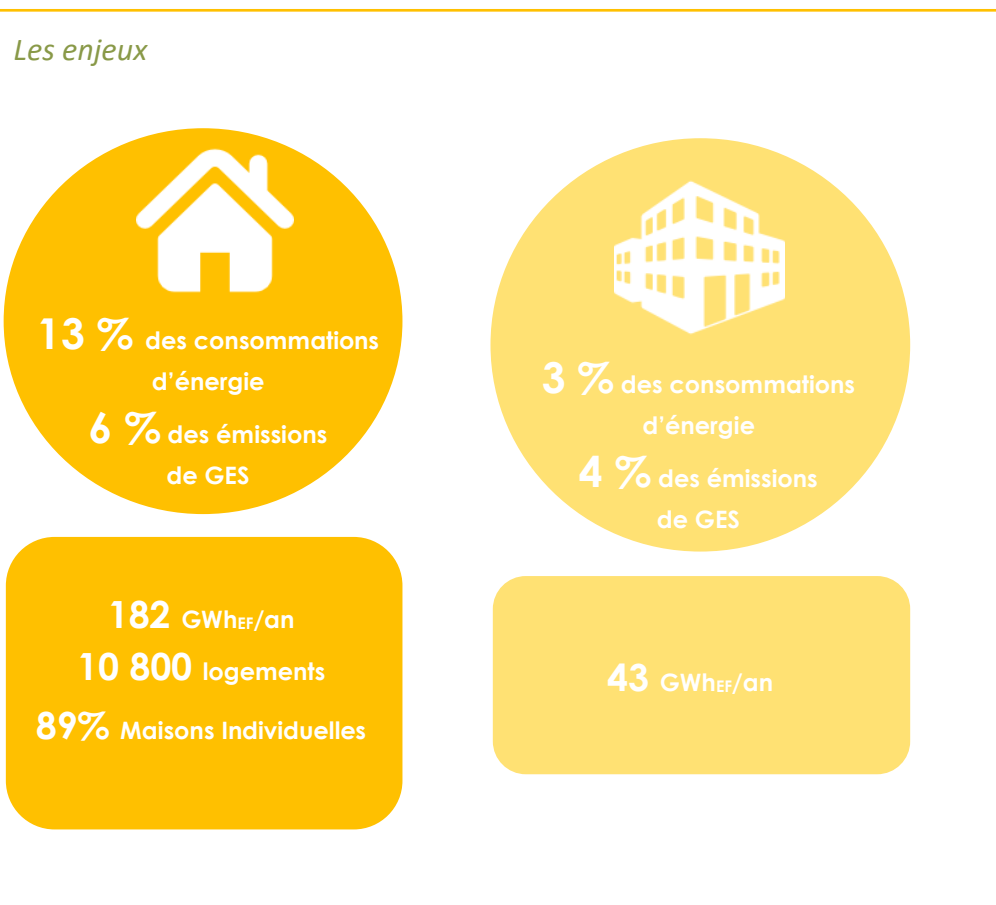 Les enjeux
13 % des consommations
d’énergie
6 % des émissions
de GES
182 GWhEF/an
10 800 logements
89% Maisons Individuelles
3 % des consommations
d’énergie
4 % des émissions
de GES
43 GWhEF/an